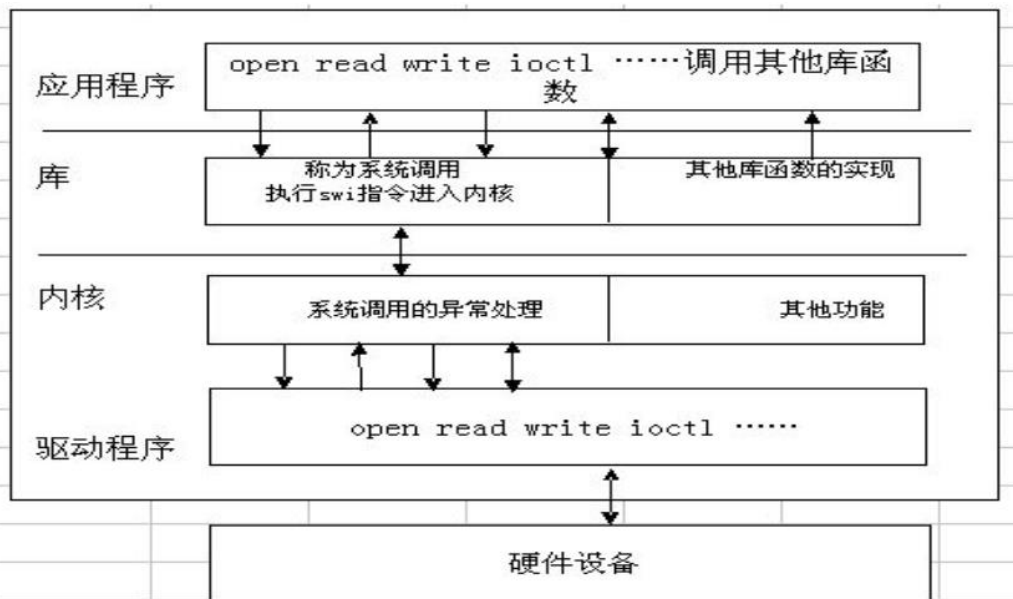 应用程序
open read write ioctl ……调用其他库函
数
库
称为系统调用
执行swi指令进入内核
其他库函数的实现
内核
系统调用的异常处理
其他功能
驱动程序
open read write ioctl ……
硬件设备